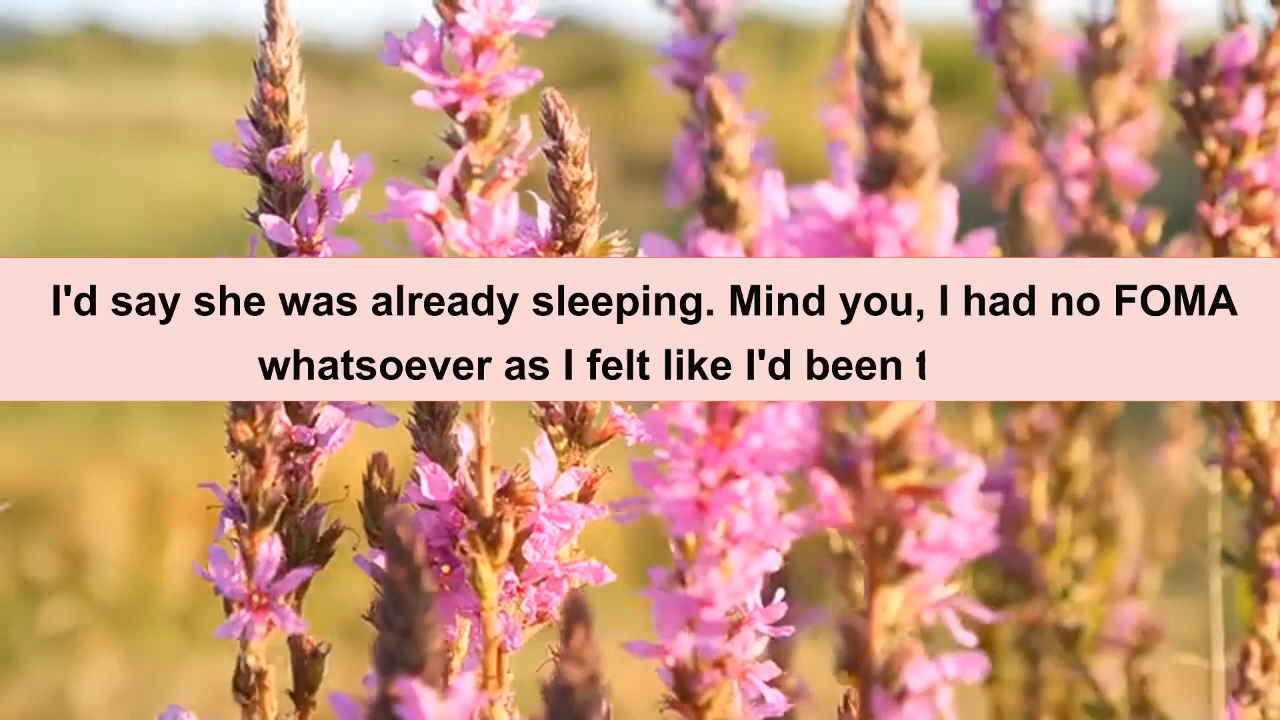 I'd say she was already sleeping. Mind you, I had no FOMA
whatsoever as I felt like I'd been t